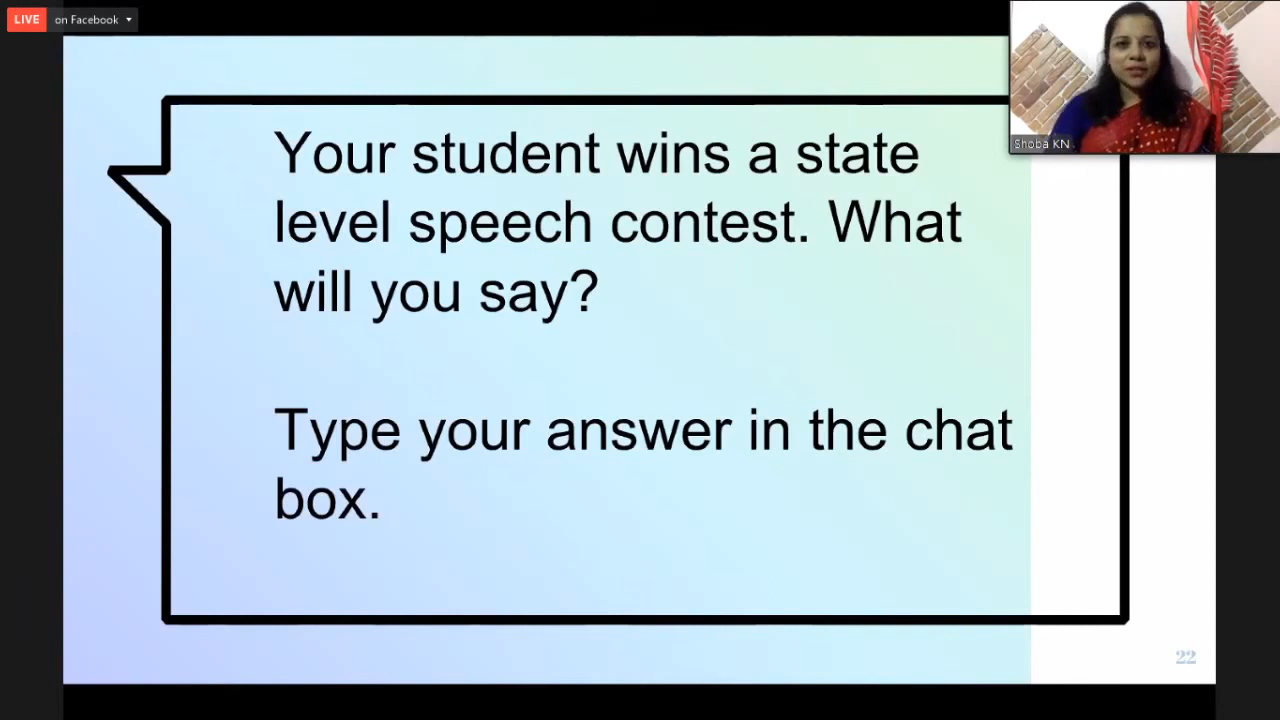 LIVE on Facebook
Shoba KN
Your student wins a state
level speech contest. What
will you say?
Type your answer in the chat
box.
22